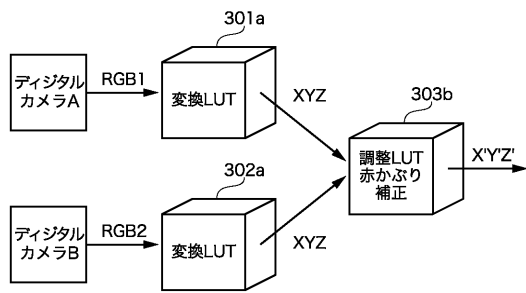 301a
ディジタル
カメラA
RGB1
変換LUT
XYZ
303b
調整LUT
赤かぶり
補正
X'Y'Z'
302a
ディジタル
カメラB
RGB2
変換LUT
XYZ